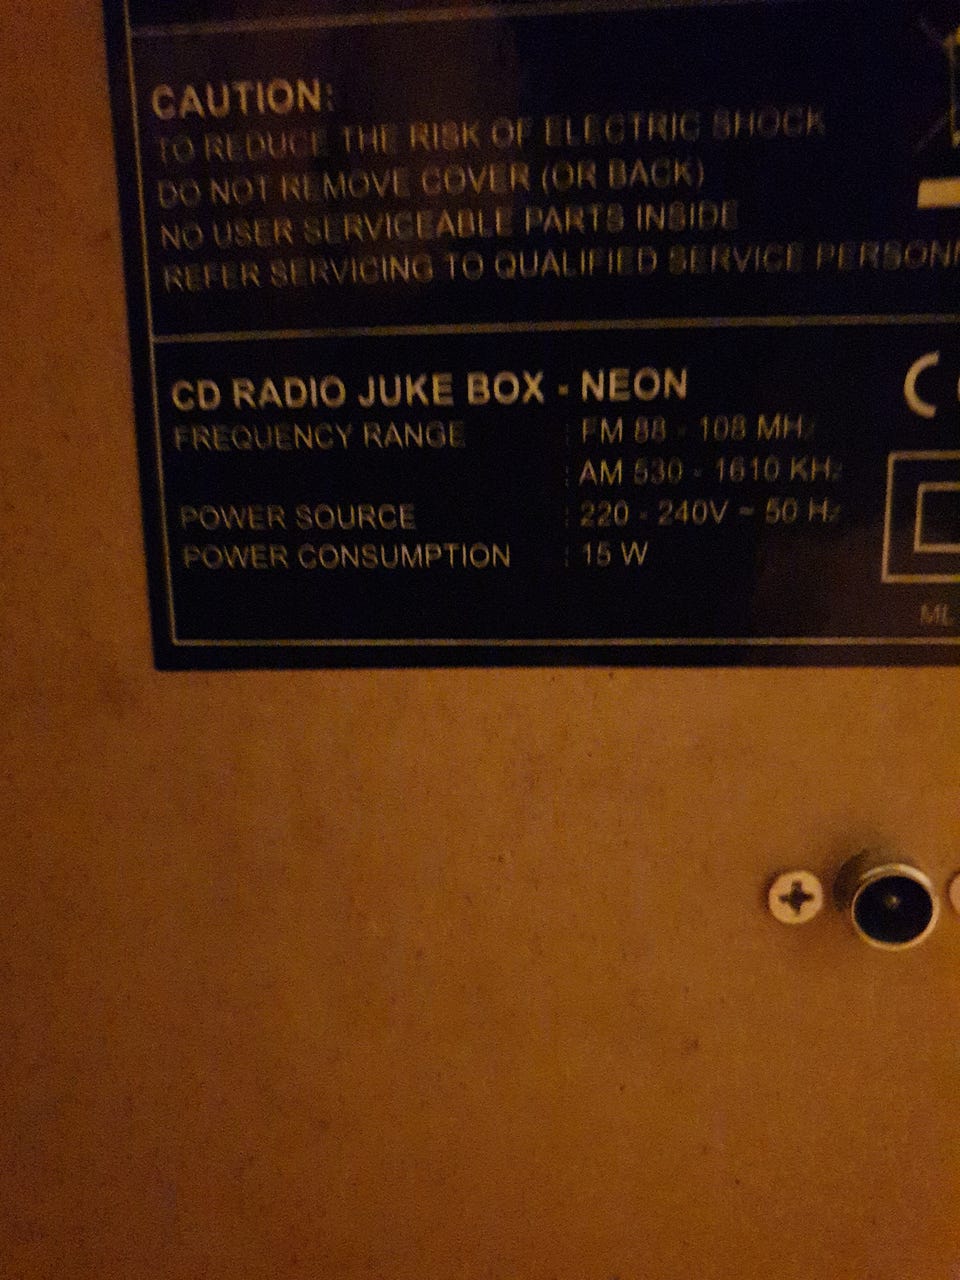 CAUTION:
TO REDUCE THE RISK OF ELECTRIC SHOCK
DO NOT REMOVE COVER (OR BACK)
NO USER SERVICEABLE PARTS INSIDE
REFER SERVICING TO QUALIFIED SERVICE PERSONN
CD RADIO JUKE BOX - NEON
FREQUENCY RANGE : FM 88 - 108 MHz
: AM 530 - 1610 KHz
POWER SOURCE : 220 - 240V ~ 50 Hz
POWER CONSUMPTION : 15 W
ML